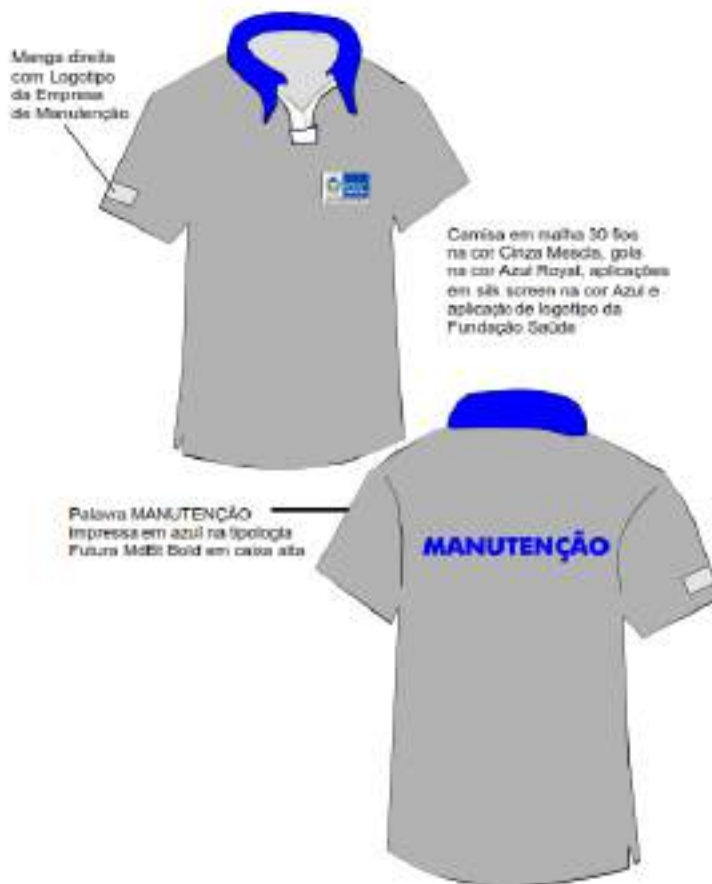 Manga direita
com Logotipo
da Empresa
de Manutenção
Camisa em malha 30 fios
na cor Cinza Mescla, gola
na cor Azul Royal, aplicações
em silk screen na cor Azul e
aplicação de logotipo da
Fundação Saúde
Palavra MANUTENÇÃO
impressa em azul na tipologia
Futura MdBt Bold em caixa alta
MANUTENÇÃO